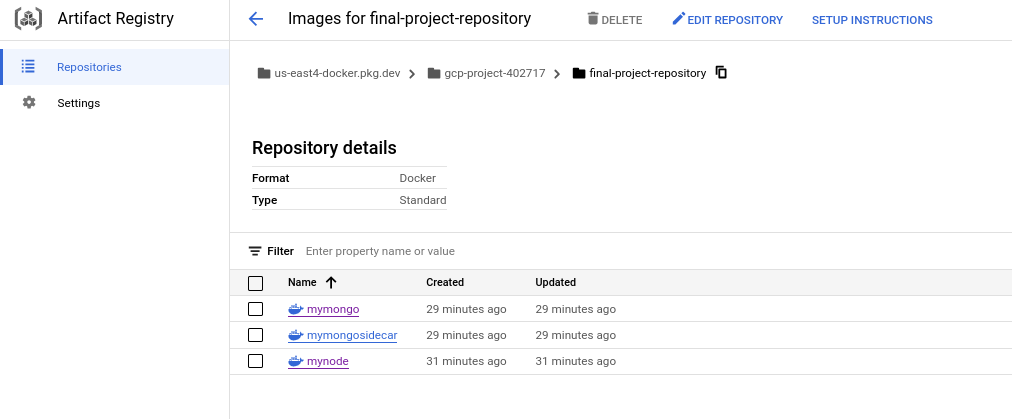 Artifact Registry
Images for final-project-repository DELETE EDIT REPOSITORY SETUP INSTRUCTIONS
Repositories
Settings
us-east4-docker.pkg.dev gcp-project-402717 final-project-repository
Repository details
Format Docker
Type Standard
Filter Enter property name or value
Name Created Updated
mymongo 29 minutes ago 29 minutes ago
mymongosidecar 29 minutes ago 29 minutes ago
mynode 31 minutes ago 31 minutes ago